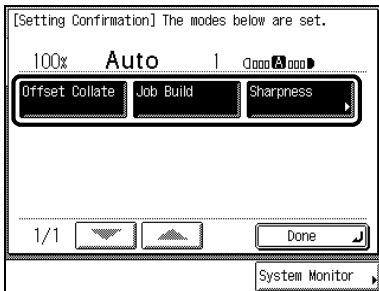 [Setting Confirmation] The modes below are set.
100% Auto 1 A
Offset Collate Job Build Sharpness
1/1 Done
System Monitor